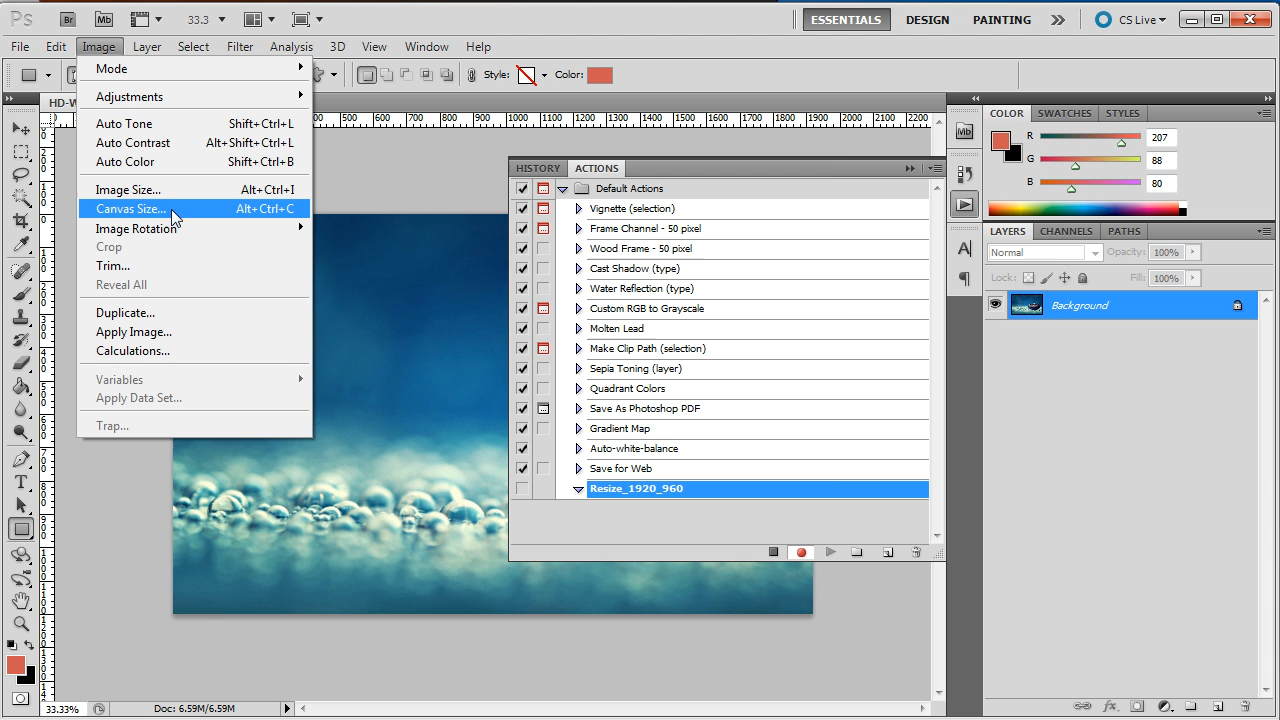 Ps Br Mb 33.3 ESSENTIALS DESIGN PAINTING CS Live
File Edit Image Layer Select Filter Analysis 3D View Window Help
Style: Color:
HD-W
Mode
Adjustments
Auto Tone Shift+Ctrl+L
Auto Contrast Alt+Shift+Ctrl+L
Auto Color Shift+Ctrl+B
Image Size... Alt+Ctrl+I
Canvas Size... Alt+Ctrl+C
Image Rotation
Crop
Trim...
Reveal All
Duplicate...
Apply Image...
Calculations...
Variables
Apply Data Set...
Trap...
500 600 700 800 900 1000 1100 1200 1300 1400 1500 1600 1700 1800 1900 2000 2100 2200
HISTORY ACTIONS
Default Actions
Vignette (selection)
Frame Channel - 50 pixel
Wood Frame - 50 pixel
Cast Shadow (type)
Water Reflection (type)
Custom RGB to Grayscale
Molten Lead
Make Clip Path (selection)
Sepia Toning (layer)
Quadrant Colors
Save As Photoshop PDF
Gradient Map
Auto-white-balance
Save for Web
Resize_1920_960
Mb
A
COLOR SWATCHES STYLES
R 207
G 88
B 80
LAYERS CHANNELS PATHS
Normal Opacity: 100%
Lock: Fill: 100%
Background
T
33.33% Doc: 6.59M/6.59M